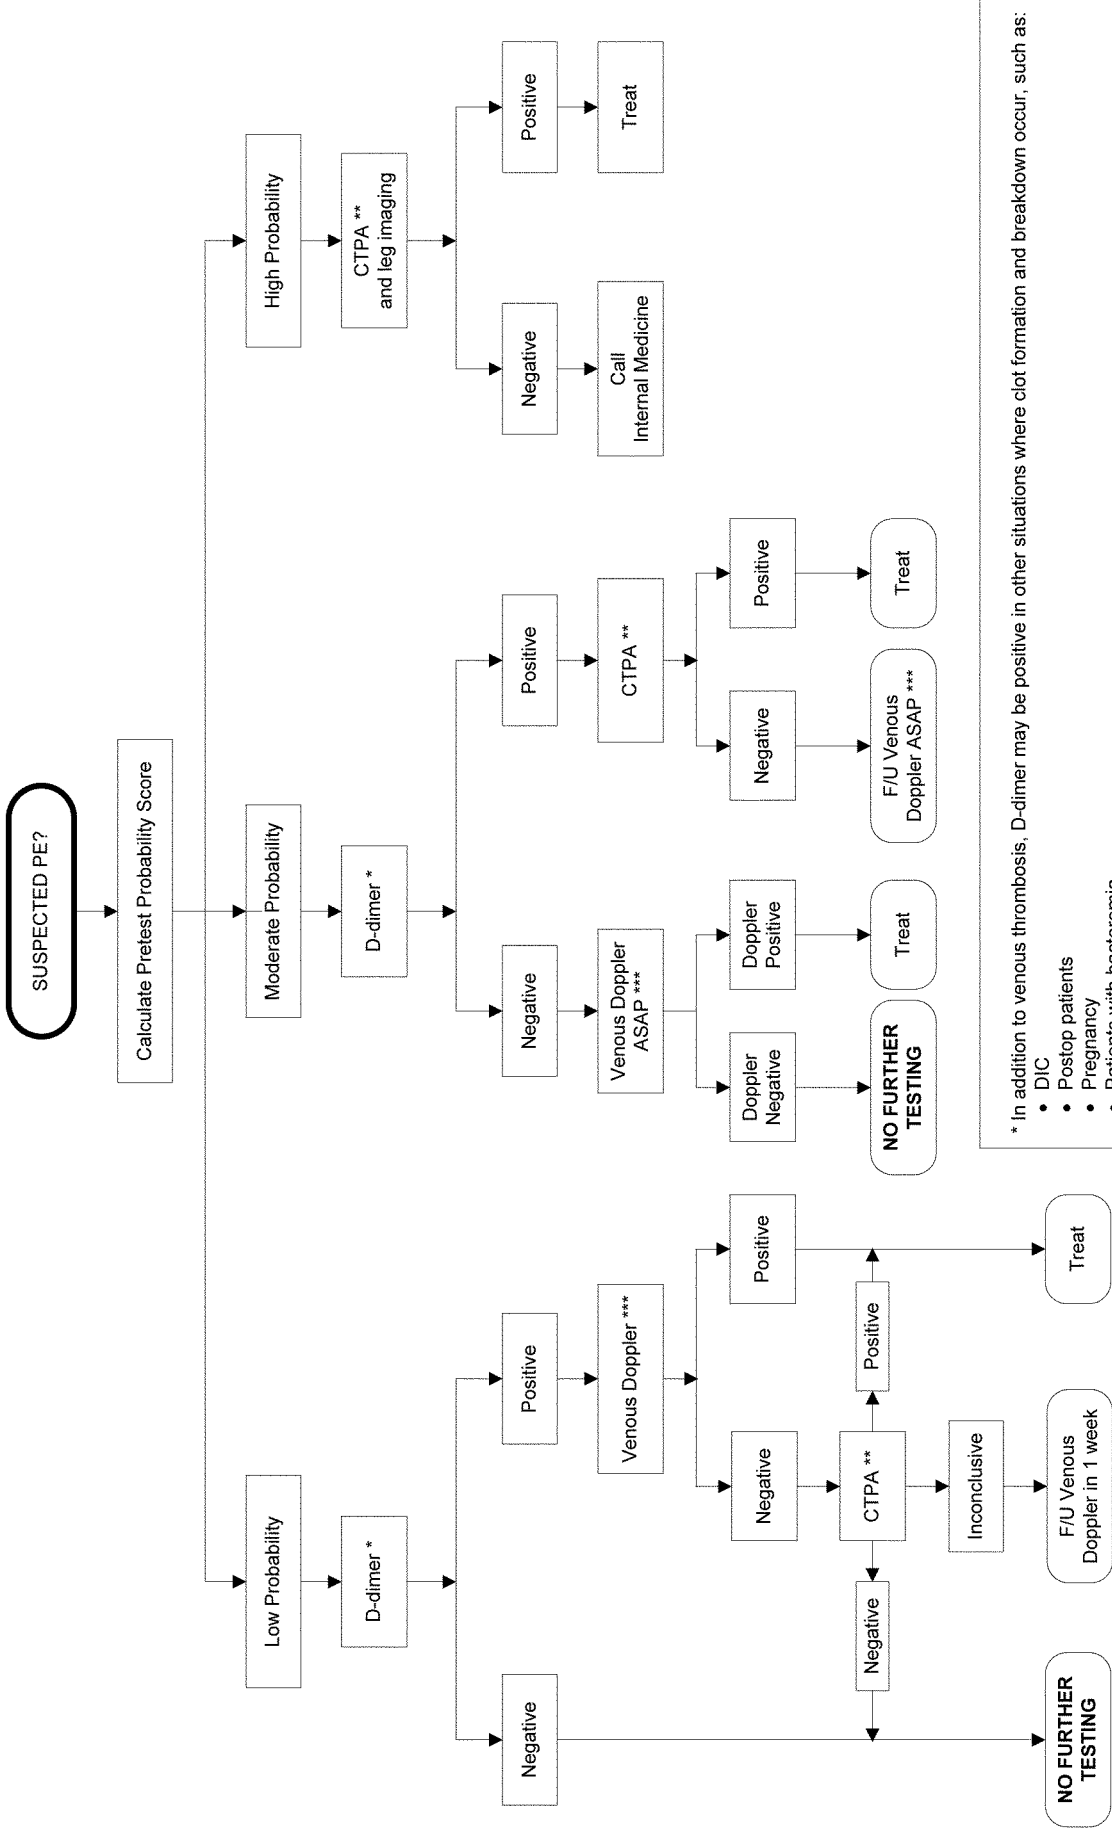 SUSPECTED PE?
Calculate Pretest Probability Score
Low Probability
Moderate Probability
High Probability
D-dimer *
D-dimer *
CTPA **
and leg imaging
Negative
Positive
Negative
Positive
Negative
Positive
Venous Doppler ***
Venous Doppler
ASAP ***
CTPA **
Call
Internal Medicine
Treat
Negative
Positive
Doppler
Negative
Doppler
Positive
Negative
Positive
Negative
CTPA **
Positive
NO FURTHER
TESTING
Treat
F/U Venous
Doppler ASAP ***
Treat
Inconclusive
NO FURTHER
TESTING
F/U Venous
Doppler in 1 week
Treat
* In addition to venous thrombosis, D-dimer may be positive in other situations where clot formation and breakdown occur, such as:
• DIC
• Postop patients
• Pregnancy